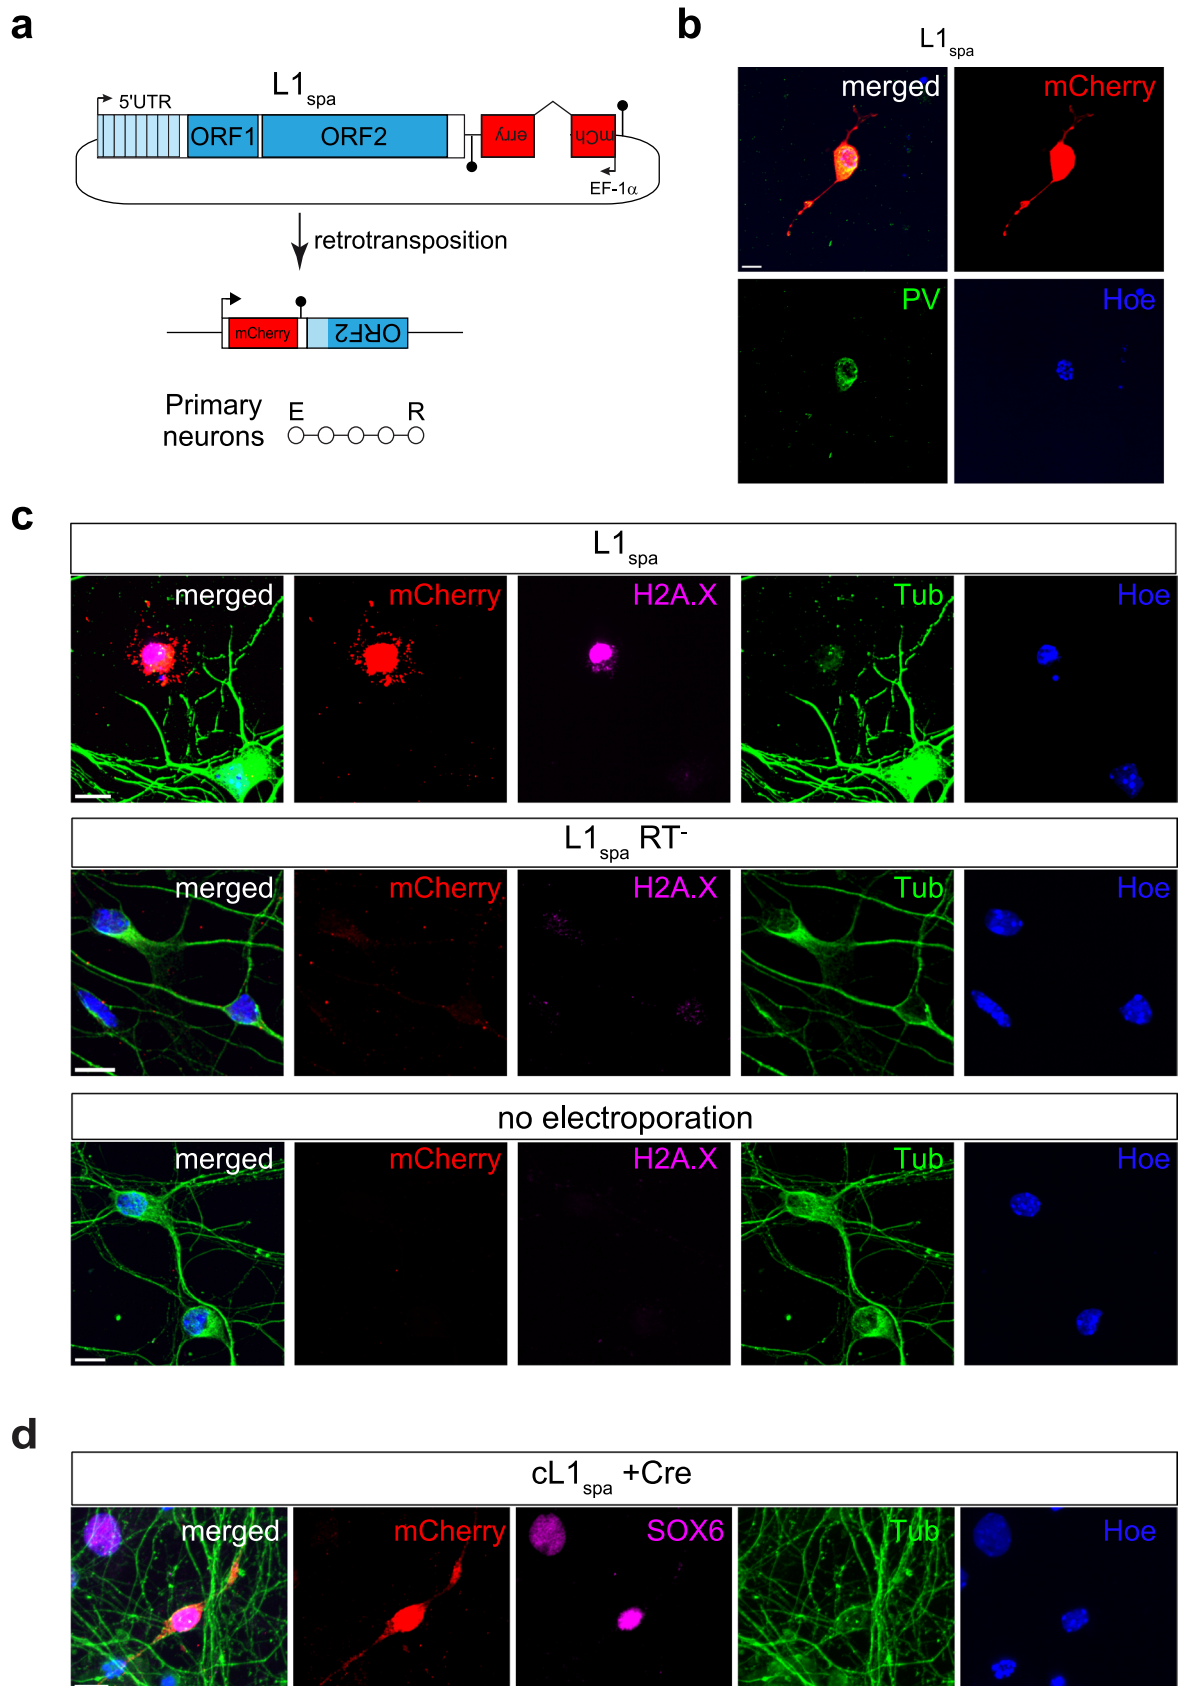 a
L1spa
5'UTR
ORF1
ORF2
erry
mCh
EF-1α
retrotransposition
mCherry
ORF2
Primary
neurons
E
R
b
L1spa
merged
mCherry
PV
Hoe
c
L1spa
merged
mCherry
H2A.X
Tub
Hoe
L1spa RT-
merged
mCherry
H2A.X
Tub
Hoe
no electroporation
merged
mCherry
H2A.X
Tub
Hoe
d
cL1spa +Cre
merged
mCherry
SOX6
Tub
Hoe